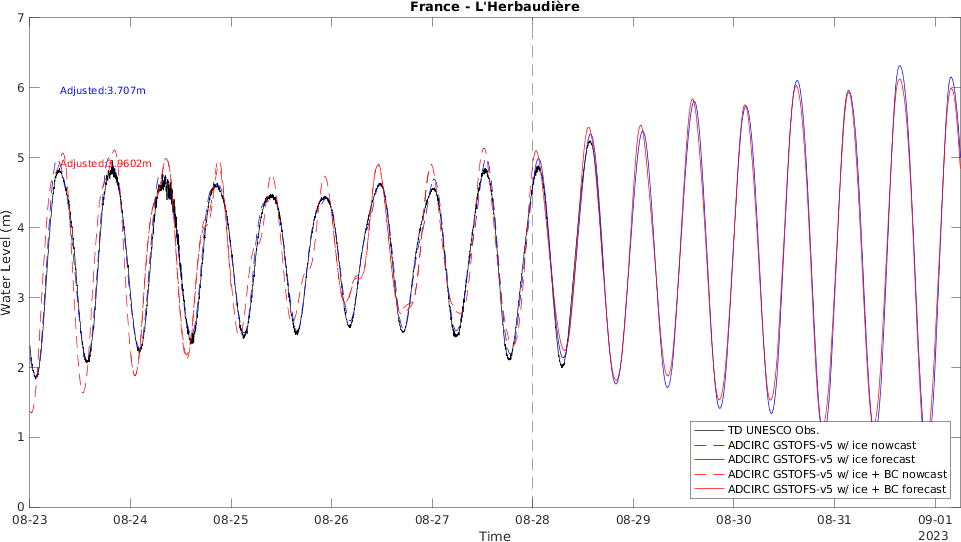 France - L'Herbaudière
7
6
5
4
3
2
1
0
Water Level (m)
Adjusted:3.707m
Adjusted:3.9602m
TD UNESCO Obs.
ADCIRC GSTOFS-v5 w/ ice nowcast
ADCIRC GSTOFS-v5 w/ ice forecast
ADCIRC GSTOFS-v5 w/ ice + BC nowcast
ADCIRC GSTOFS-v5 w/ ice + BC forecast
08-23 08-24 08-25 08-26 08-27 08-28 08-29 08-30 08-31 09-01
Time
2023